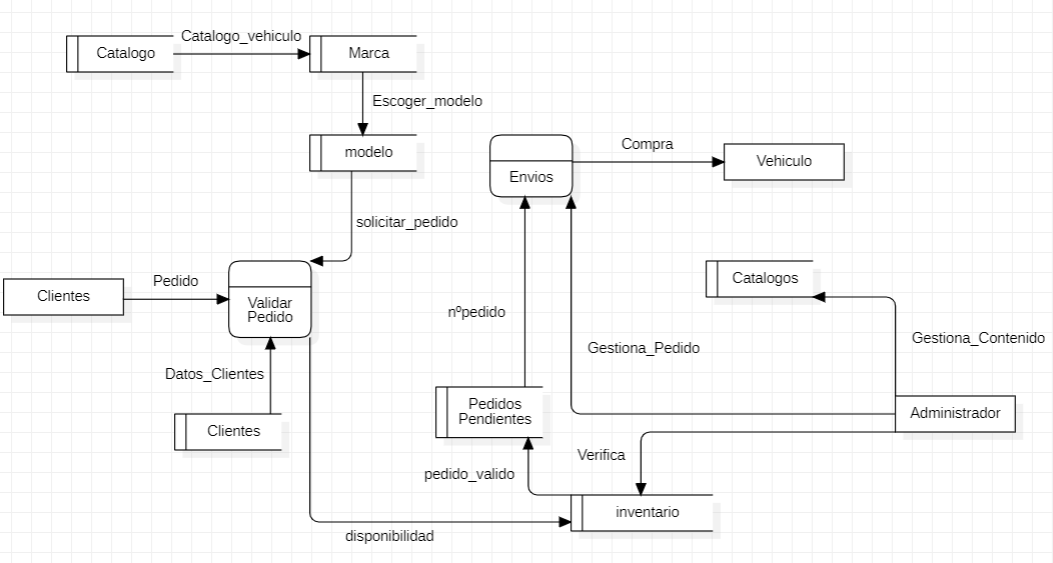 Catalogo_vehiculo
Catalogo
Marca
Escoger_modelo
modelo
Compra
Envios
Vehiculo
solicitar_pedido
Catalogos
Pedido
Clientes
Validar
Pedido
nºpedido
Gestiona_Pedido
Gestiona_Contenido
Datos_Clientes
Pedidos
Pendientes
Administrador
Clientes
Verifica
pedido_valido
inventario
disponibilidad